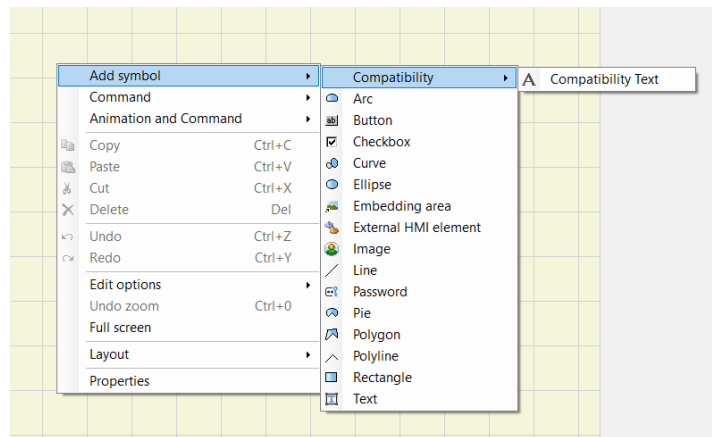 Add symbol
Command
Animation and Command
Copy Ctrl+C
Paste Ctrl+V
Cut Ctrl+X
Delete Del
Undo Ctrl+Z
Redo Ctrl+Y
Edit options
Undo zoom Ctrl+0
Full screen
Layout
Properties
Compatibility
Arc
Button
Checkbox
Curve
Ellipse
Embedding area
External HMI element
Image
Line
Password
Pie
Polygon
Polyline
Rectangle
Text
A Compatibility Text